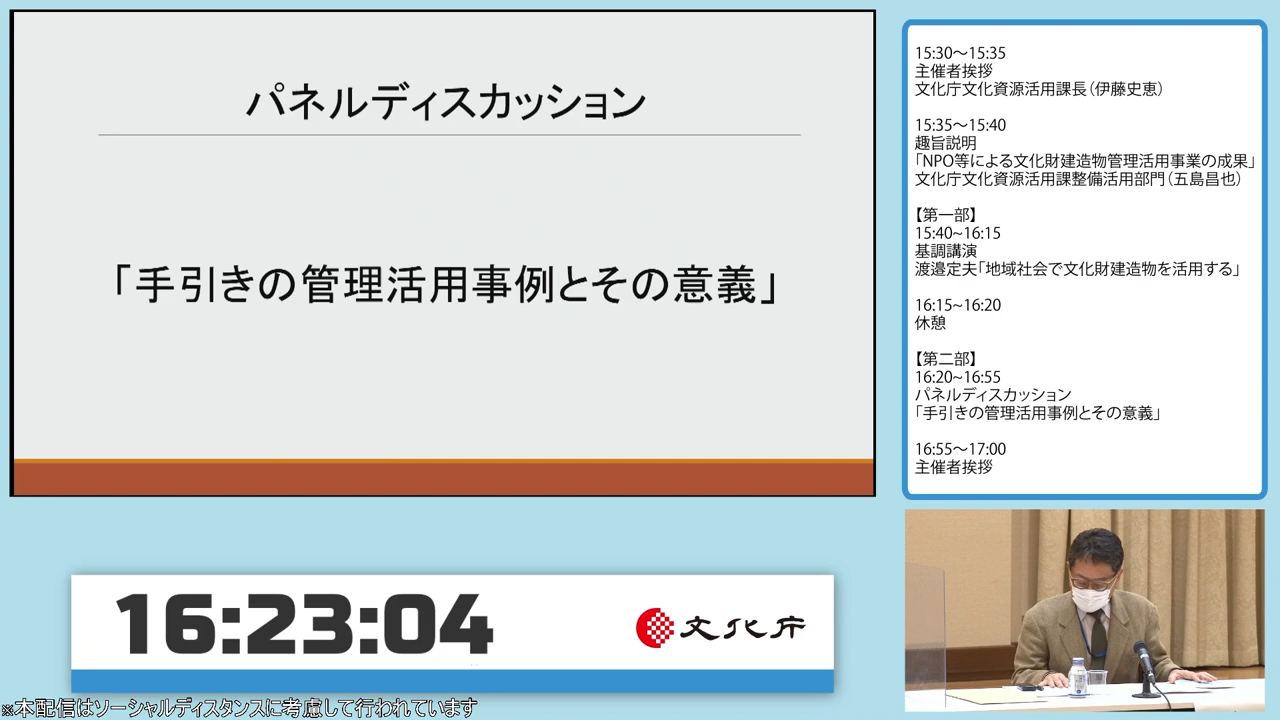 パネルディスカッション
「手引きの管理活用事例とその意義」
15:30～15:35
主催者挨拶
文化庁文化資源活用課長（伊藤史恵）
15:35～15:40
趣旨説明
「NPO等による文化財建造物管理活用事業の成果」
文化庁文化資源活用課整備活用部門（五島昌也）
【第一部】
15:40~16:15
基調講演
渡邉定夫「地域社会で文化財建造物を活用する」
16:15~16:20
休憩
【第二部】
16:20~16:55
パネルディスカッション
「手引きの管理活用事例とその意義」
16:55～17:00
主催者挨拶
16:23:04
文化庁
※本配信はソーシャルディスタンスに考慮して行われています